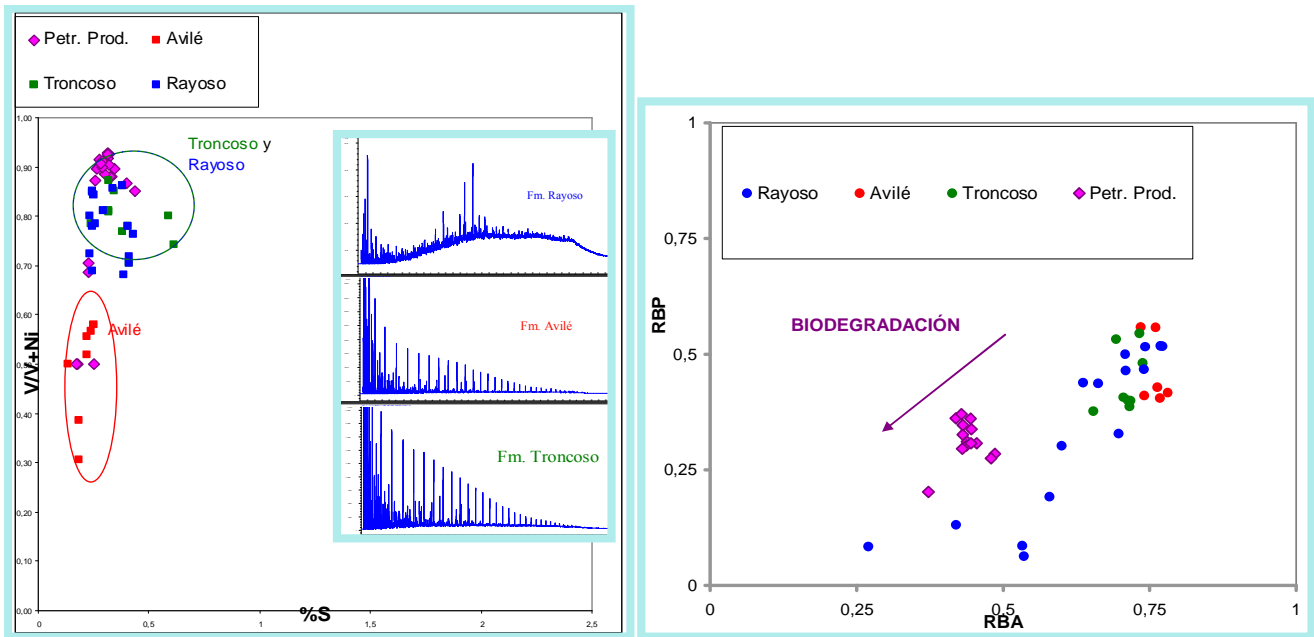 Petr. Prod. Avilé
Troncoso Rayoso
1,00
0,90
0,80
0,70
0,60
0,50
0,40
0,30
0,20
0,10
0,00
V/V+Ni
0 0,5 1 1,5 2 2,5
%S
Troncoso y
Rayoso
Avilé
Fm. Rayoso
Fm. Avilé
Fm. Troncoso
Rayoso Avilé Troncoso Petr. Prod.
1
0,75
0,5
0,25
0
RBP
BIODEGRADACIÓN
0 0,25 0,5 0,75 1
RBA